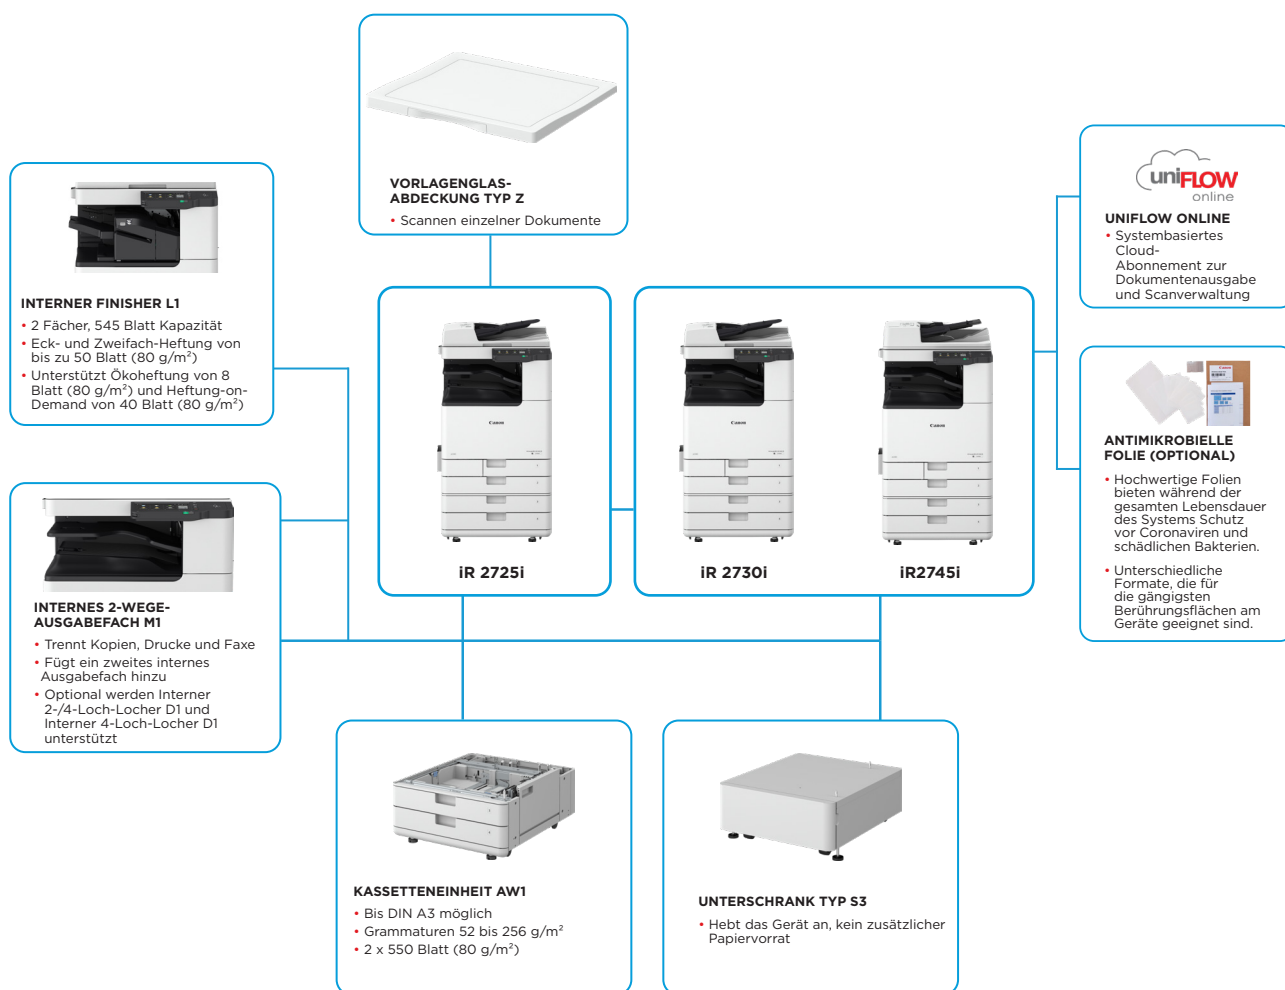 VORLAGENGLAS-
ABDECKUNG TYP Z
• Scannen einzelner Dokumente
uniFLOW
online
UNIFLOW ONLINE
• Systembasiertes
Cloud-
Abonnement zur
Dokumentenausgabe
und Scanverwaltung
INTERNER FINISHER L1
• 2 Fächer, 545 Blatt Kapazität
• Eck- und Zweifach-Heftung von
bis zu 50 Blatt (80 g/m²)
• Unterstützt Ökoheftung von 8
Blatt (80 g/m²) und Heftung-on-
Demand von 40 Blatt (80 g/m²)
Canon
Canon
Canon
iR 2725i
iR 2730i
iR2745i
ANTIMIKROBIELLE
FOLIE (OPTIONAL)
• Hochwertige Folien
bieten während der
gesamten Lebensdauer
des Systems Schutz
vor Coronaviren und
schädlichen Bakterien.
• Unterschiedliche
Formate, die für
die gängigsten
Berührungsflächen am
Geräte geeignet sind.
INTERNES 2-WEGE-
AUSGABEFACH M1
• Trennt Kopien, Drucke und Faxe
• Fügt ein zweites internes
Ausgabefach hinzu
• Optional werden Interner
2-/4-Loch-Locher D1 und
Interner 4-Loch-Locher D1
unterstützt
KASSETTENEINHEIT AW1
• Bis DIN A3 möglich
• Grammaturen 52 bis 256 g/m²
• 2 x 550 Blatt (80 g/m²)
UNTERSCHRANK TYP S3
• Hebt das Gerät an, kein zusätzlicher
Papiervorrat